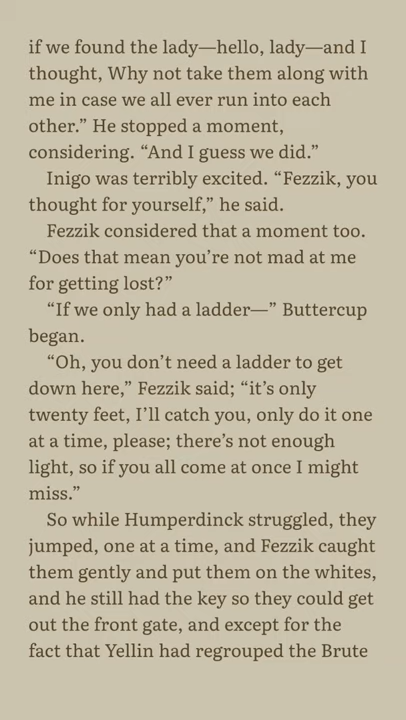 if we found the lady—hello, lady—and I
thought, Why not take them along with
me in case we all ever run into each
other.” He stopped a moment,
considering. “And I guess we did.”
Inigo was terribly excited. “Fezzik, you
thought for yourself,” he said.
Fezzik considered that a moment too.
“Does that mean you’re not mad at me
for getting lost?”
“If we only had a ladder—” Buttercup
began.
“Oh, you don’t need a ladder to get
down here,” Fezzik said; “it’s only
twenty feet, I’ll catch you, only do it one
at a time, please; there’s not enough
light, so if you all come at once I might
miss.”
So while Humperdinck struggled, they
jumped, one at a time, and Fezzik caught
them gently and put them on the whites,
and he still had the key so they could get
out the front gate, and except for the
fact that Yellin had regrouped the Brute